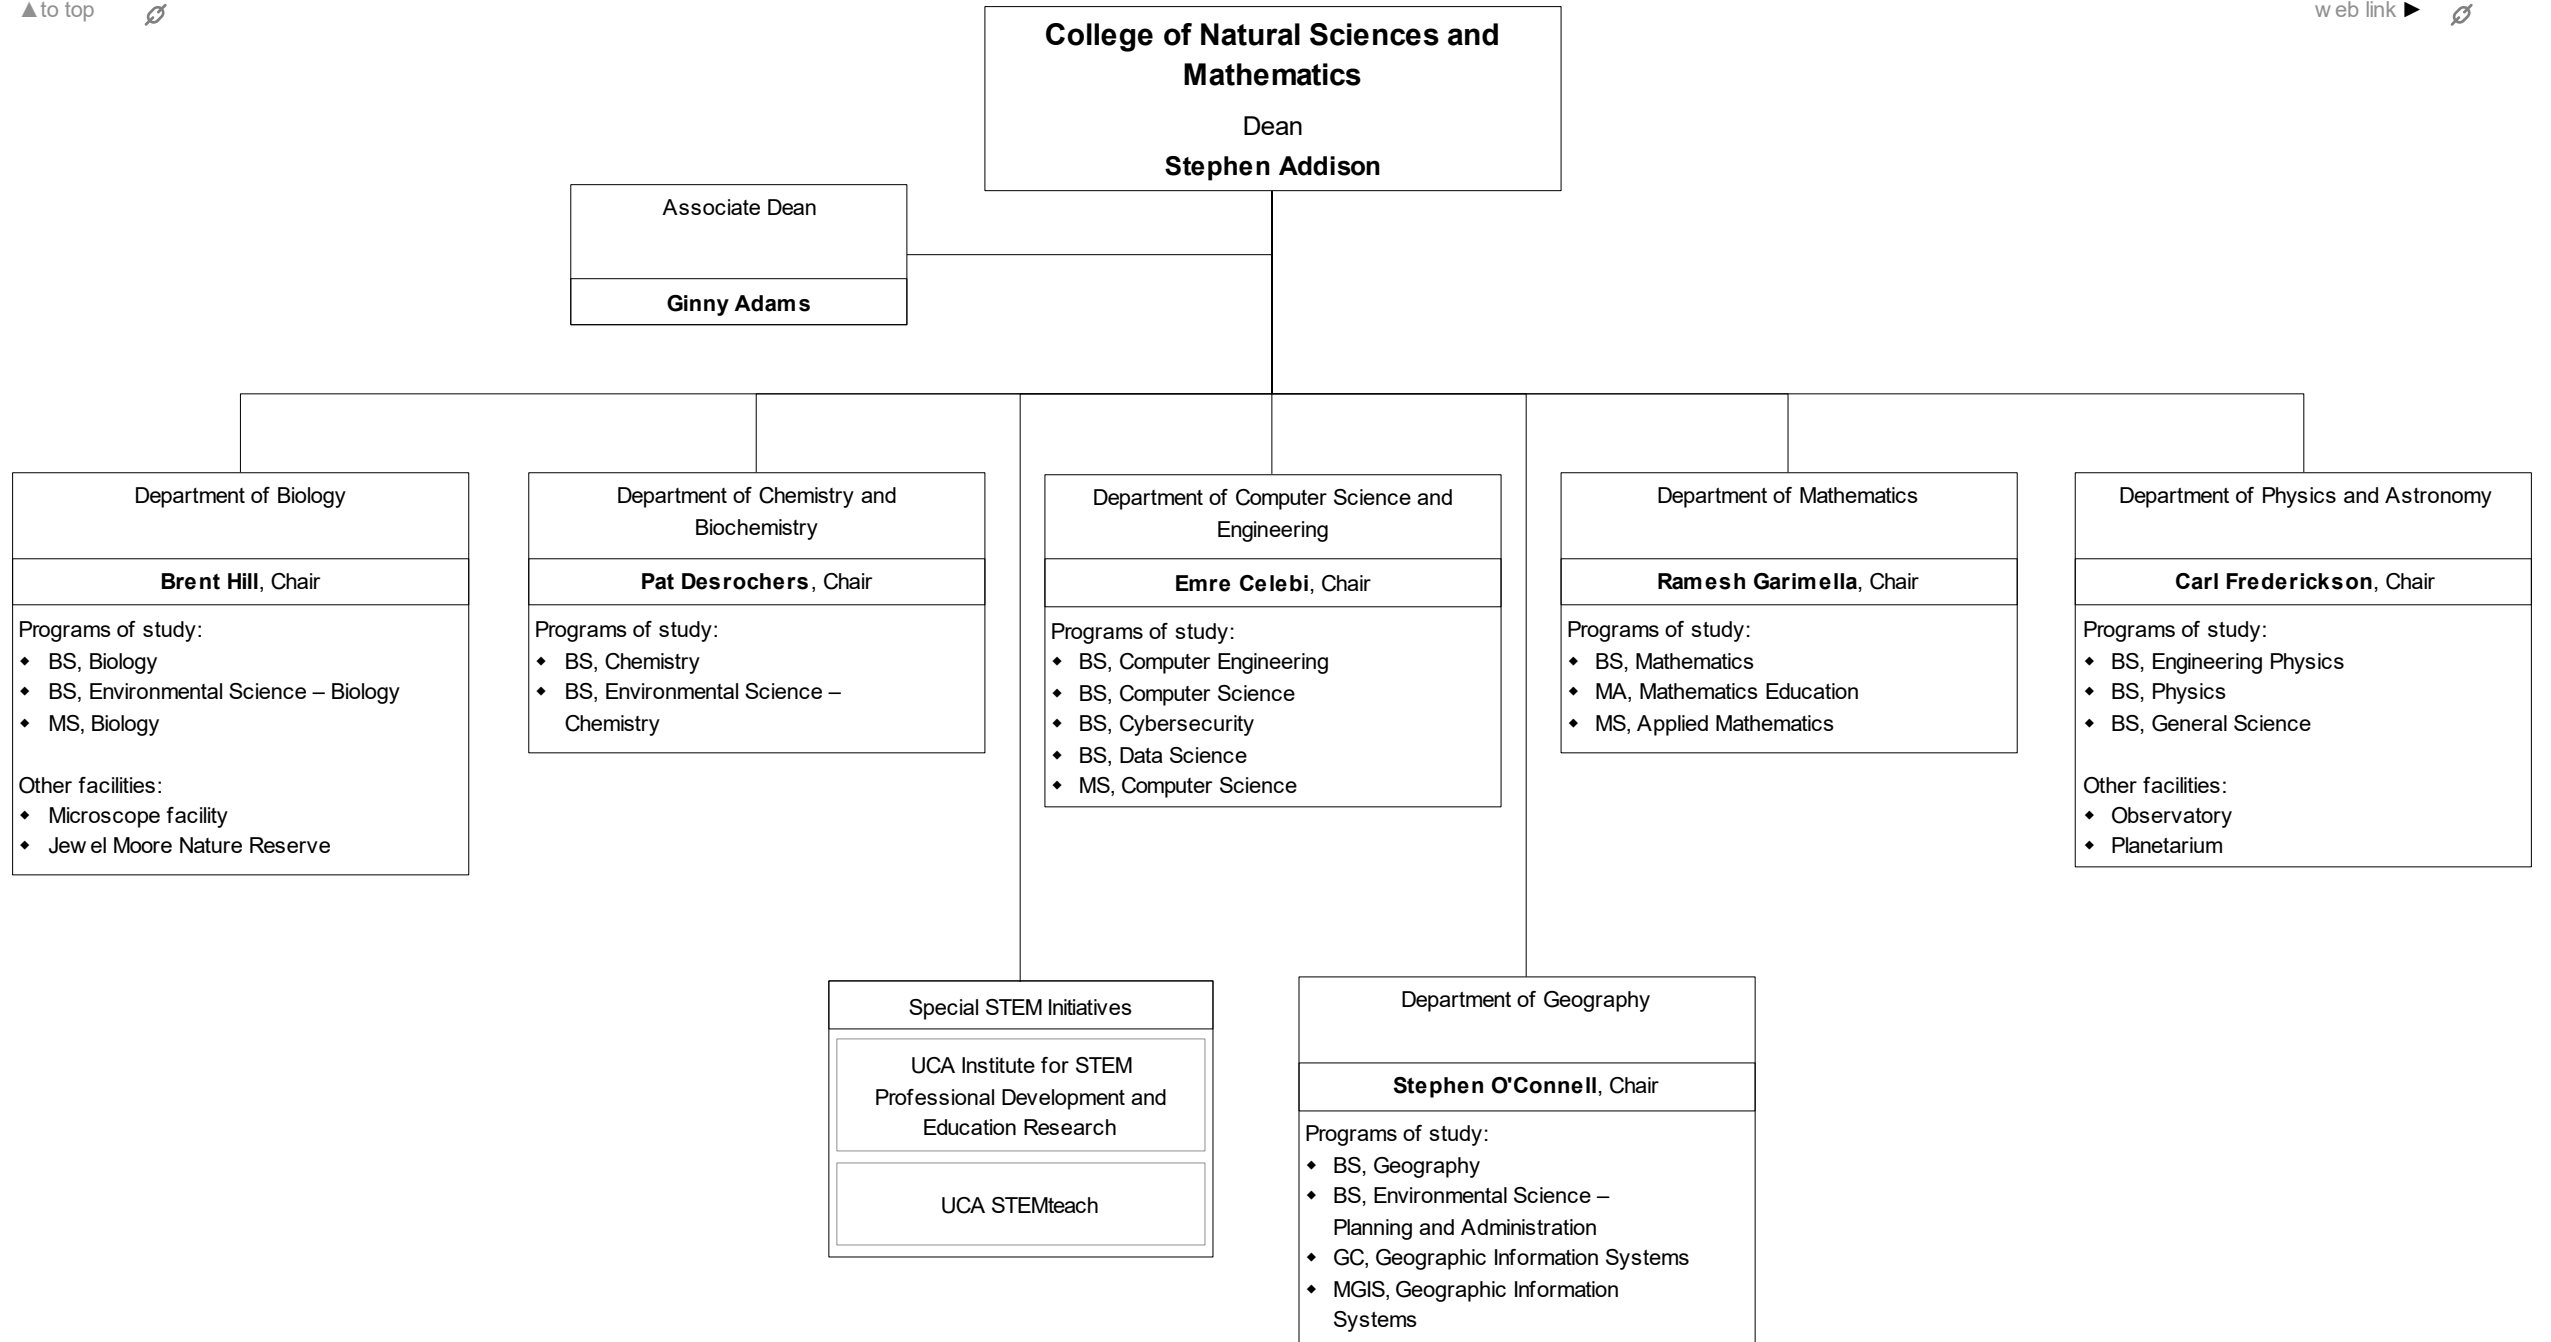 ▲to top
web link ►
College of Natural Sciences and
Mathematics
Dean
Stephen Addison
Associate Dean
Ginny Adams
Department of Biology
Brent Hill, Chair
Programs of study:
◆ BS, Biology
◆ BS, Environmental Science – Biology
◆ MS, Biology
Other facilities:
◆ Microscope facility
◆ Jewel Moore Nature Reserve
Department of Chemistry and
Biochemistry
Pat Desrochers, Chair
Programs of study:
◆ BS, Chemistry
◆ BS, Environmental Science –
Chemistry
Department of Computer Science and
Engineering
Emre Celebi, Chair
Programs of study:
◆ BS, Computer Engineering
◆ BS, Computer Science
◆ BS, Cybersecurity
◆ BS, Data Science
◆ MS, Computer Science
Department of Mathematics
Ramesh Garimella, Chair
Programs of study:
◆ BS, Mathematics
◆ MA, Mathematics Education
◆ MS, Applied Mathematics
Department of Physics and Astronomy
Carl Frederickson, Chair
Programs of study:
◆ BS, Engineering Physics
◆ BS, Physics
◆ BS, General Science
Other facilities:
◆ Observatory
◆ Planetarium
Special STEM Initiatives
UCA Institute for STEM
Professional Development and
Education Research
UCA STEMteach
Department of Geography
Stephen O'Connell, Chair
Programs of study:
◆ BS, Geography
◆ BS, Environmental Science –
Planning and Administration
◆ GC, Geographic Information Systems
◆ MGIS, Geographic Information
Systems